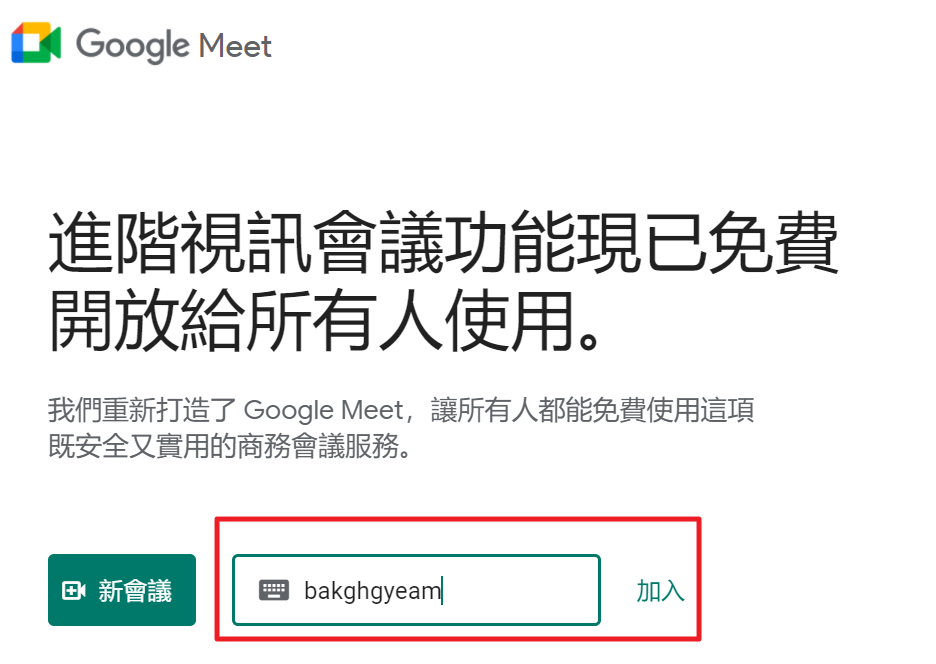 Google Meet
進階視訊會議功能現已免費
開放給所有人使用。
我們重新打造了 Google Meet，讓所有人都能免費使用這項
既安全又實用的商務會議服務。
新會議
bakghgyeam
加入